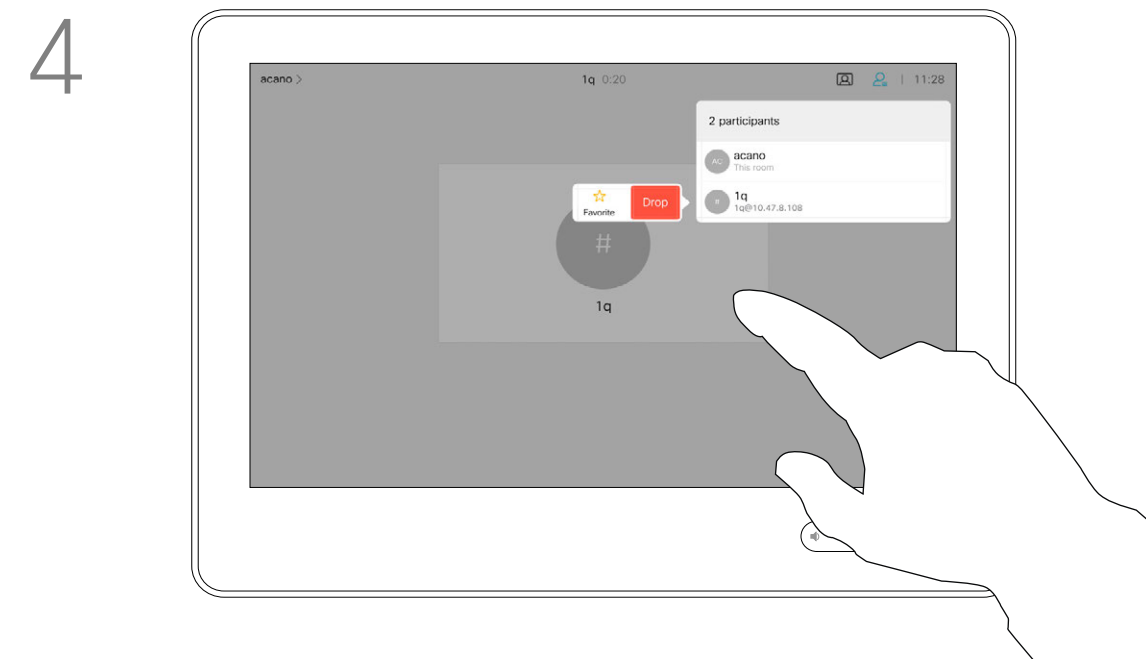 4
acano >
1q 0:20
11:28
2 participants
AC
acano
This room
Favorite
Drop
#
1q
1q@10.47.8.108
#
1q